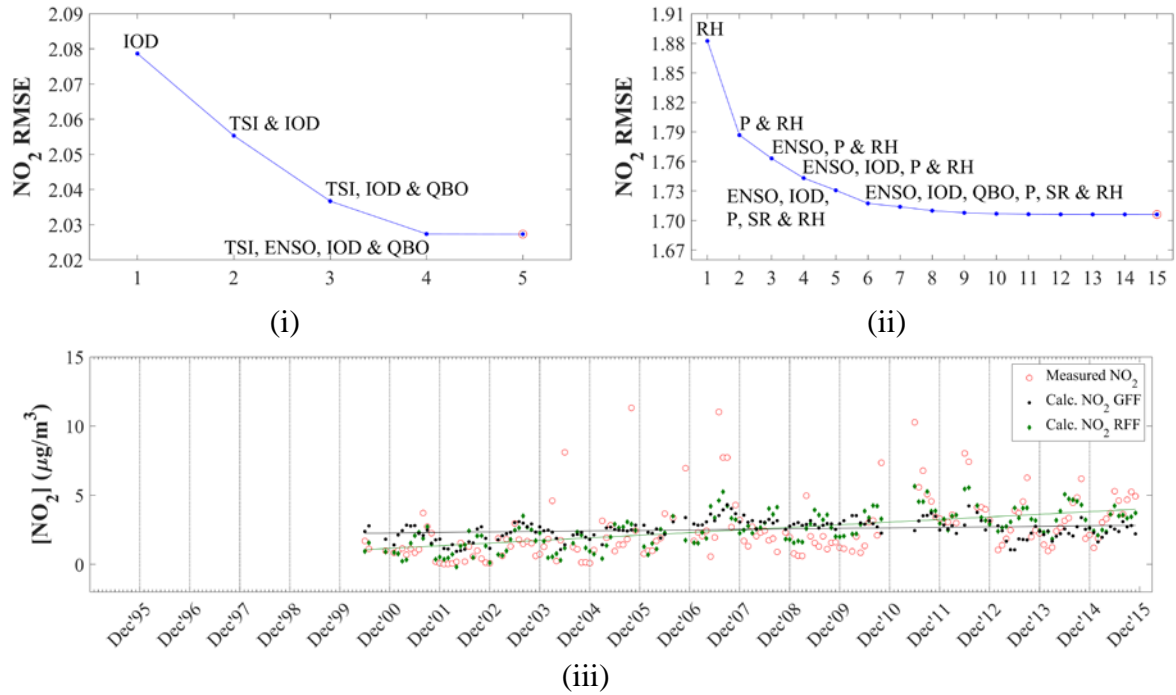 2.09
2.08
2.07
2.06
2.05
2.04
2.03
2.02
NO2 RMSE
IOD
TSI & IOD
TSI, IOD & QBO
TSI, ENSO, IOD & QBO
1 2 3 4 5
(i)
1.91
1.88
1.85
1.82
1.79
1.76
1.73
1.70
1.67
NO2 RMSE
RH
P & RH
ENSO, P & RH
ENSO, IOD, P & RH
ENSO, IOD,
P, SR & RH
ENSO, IOD, QBO, P, SR & RH
1 2 3 4 5 6 7 8 9 10 11 12 13 14 15
(ii)
15
10
5
0
[NO2] (μg/m3)
Measured NO2
Calc. NO2 GFF
Calc. NO2 RFF
Dec'95 Dec'96 Dec'97 Dec'98 Dec'99 Dec'00 Dec'01 Dec'02 Dec'03 Dec'04 Dec'05 Dec'06 Dec'07 Dec'08 Dec'09 Dec'10 Dec'11 Dec'12 Dec'13 Dec'14 Dec'15
(iii)